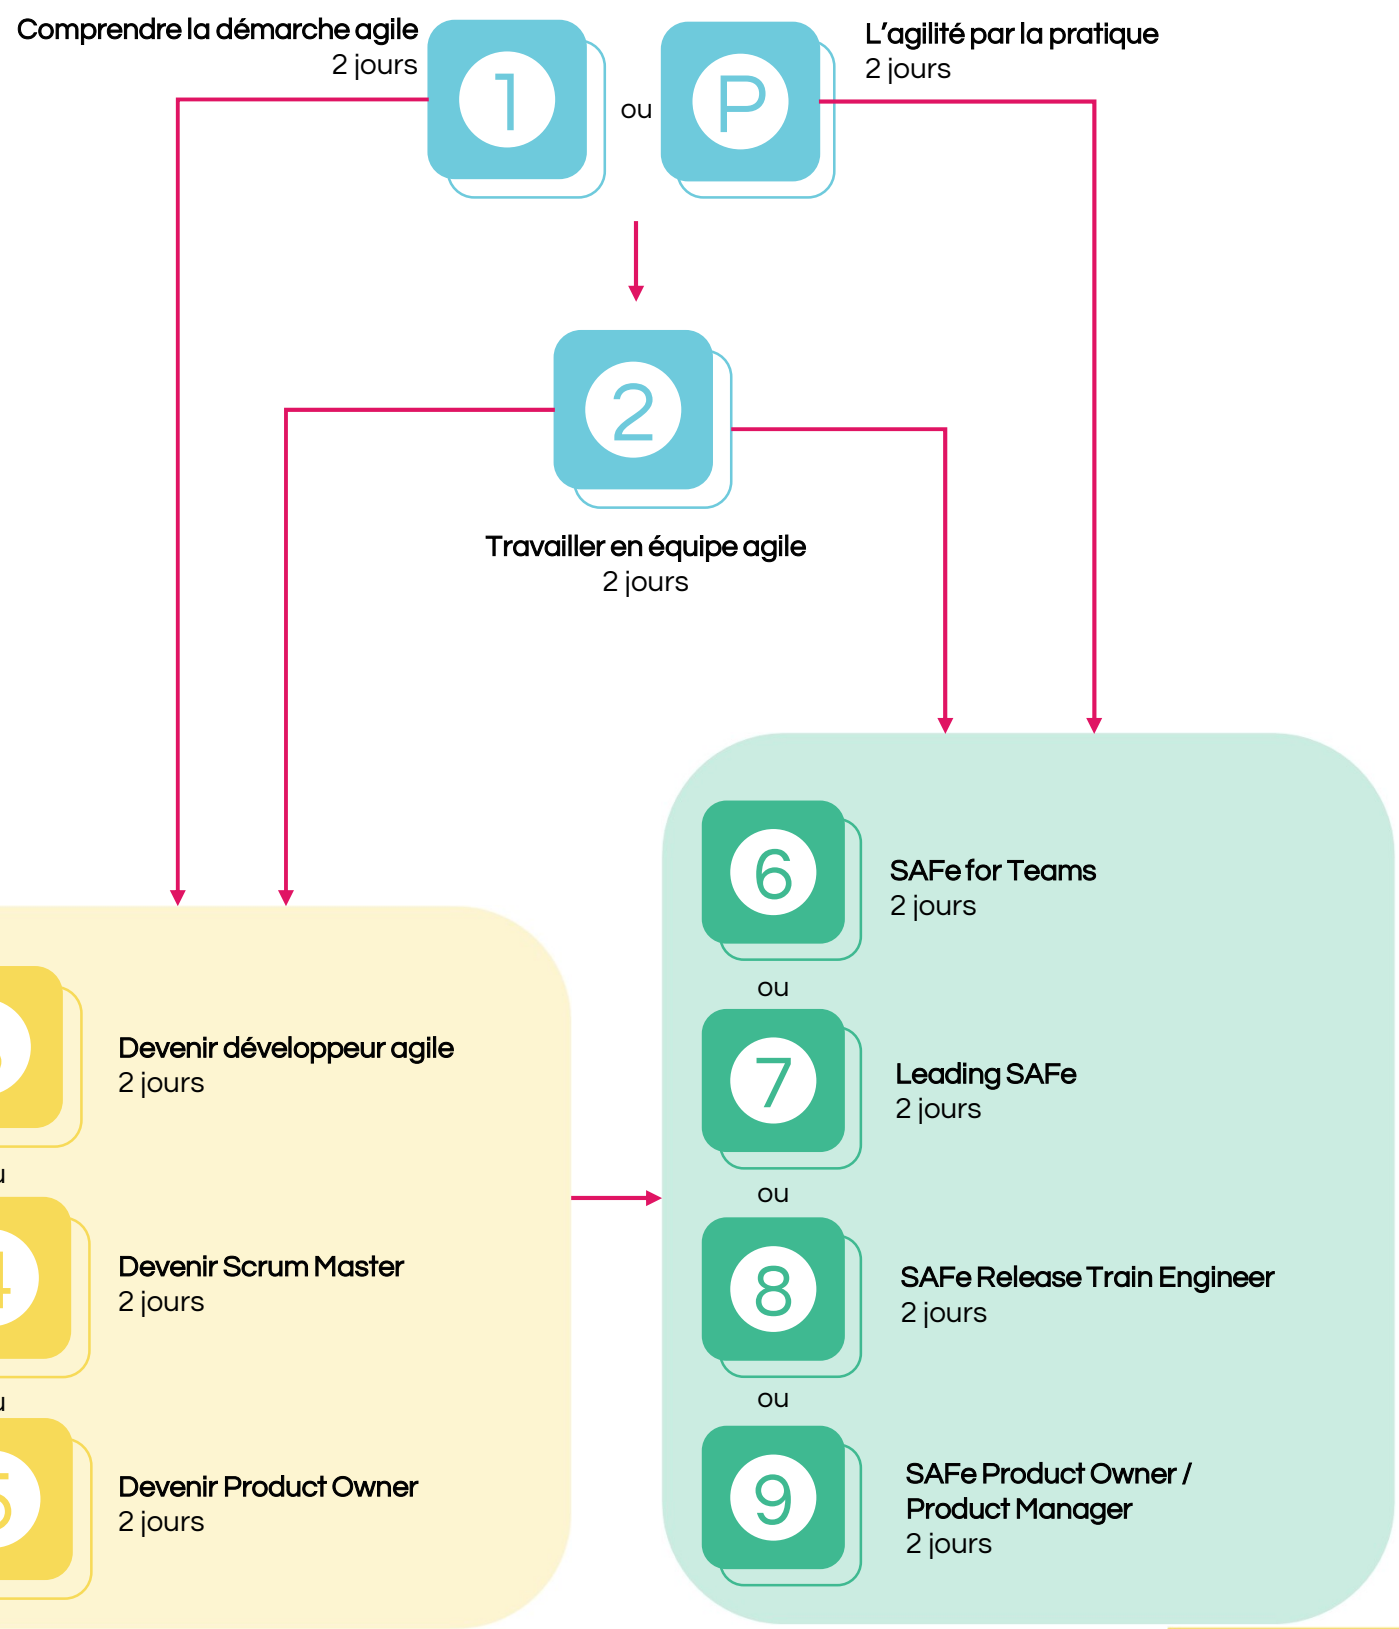 Comprendre la démarche agile
2 jours
1
ou
P
L'agilité par la pratique
2 jours
2
Travailler en équipe agile
2 jours
Devenir développeur agile
2 jours
4
Devenir Scrum Master
2 jours
5
Devenir Product Owner
2 jours
6
SAFe for Teams
2 jours
ou
7
Leading SAFe
2 jours
ou
8
SAFe Release Train Engineer
2 jours
ou
9
SAFe Product Owner /
Product Manager
2 jours